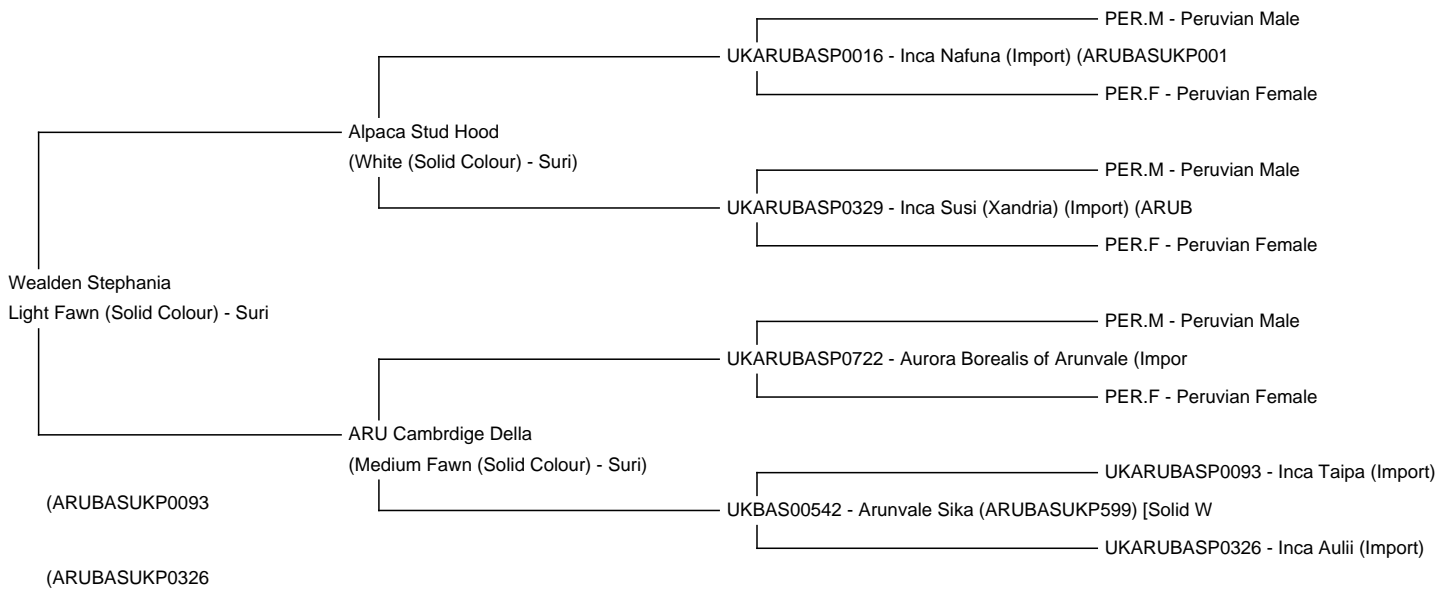 PER.M - Peruvian Male
UKARUBASP0016 - Inca Nafuna (Import) (ARUBASUKP001
PER.F - Peruvian Female
Alpaca Stud Hood
(White (Solid Colour) - Suri)
PER.M - Peruvian Male
UKARUBASP0329 - Inca Susi (Xandria) (Import) (ARUB
PER.F - Peruvian Female
Wealden Stephania
Light Fawn (Solid Colour) - Suri
PER.M - Peruvian Male
UKARUBASP0722 - Aurora Borealis of Arunvale (Impor
PER.F - Peruvian Female
ARU Cambrdige Della
(Medium Fawn (Solid Colour) - Suri)
UKARUBASP0093 - Inca Taipa (Import)
(ARUBASUKP0093
UKBAS00542 - Arunvale Sika (ARUBASUKP599) [Solid W
UKARUBASP0326 - Inca Aulii (Import)
(ARUBASUKP0326